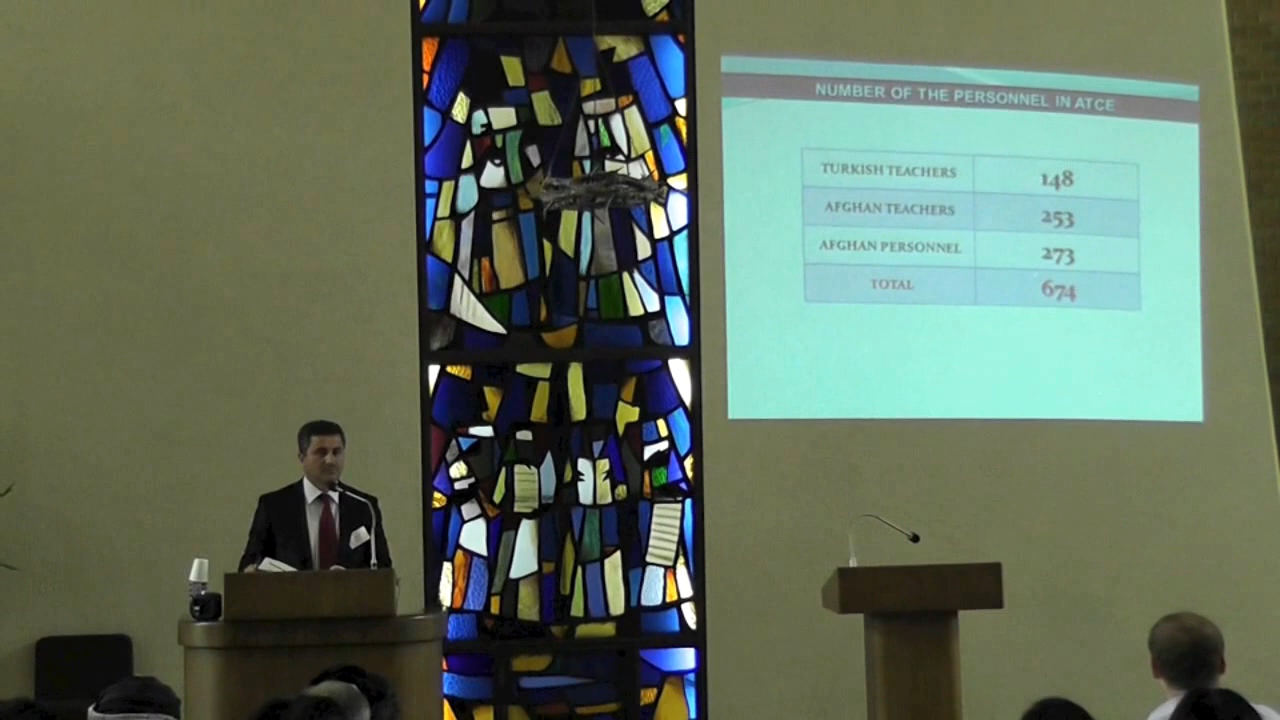 NUMBER OF THE PERSONNEL IN ATCE
TURKISH TEACHERS 148
AFGHAN TEACHERS 253
AFGHAN PERSONNEL 273
TOTAL 674